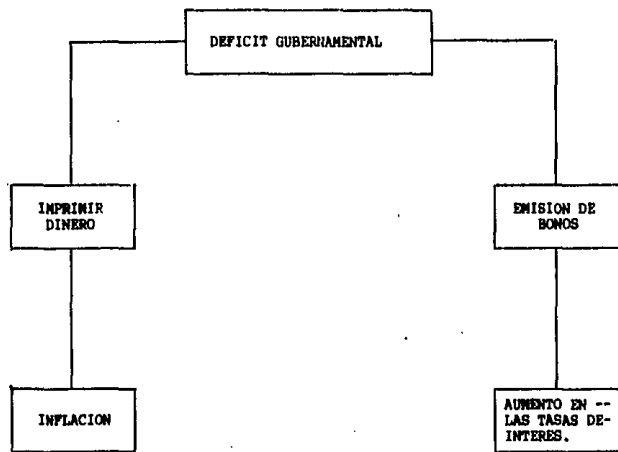 DEFICIT GUBERNAMENTAL
IMPRIMIR
DINERO
EMISION DE
BONOS
INFLACION
AUMENTO EN --
LAS TASAS DE-
INTERES.